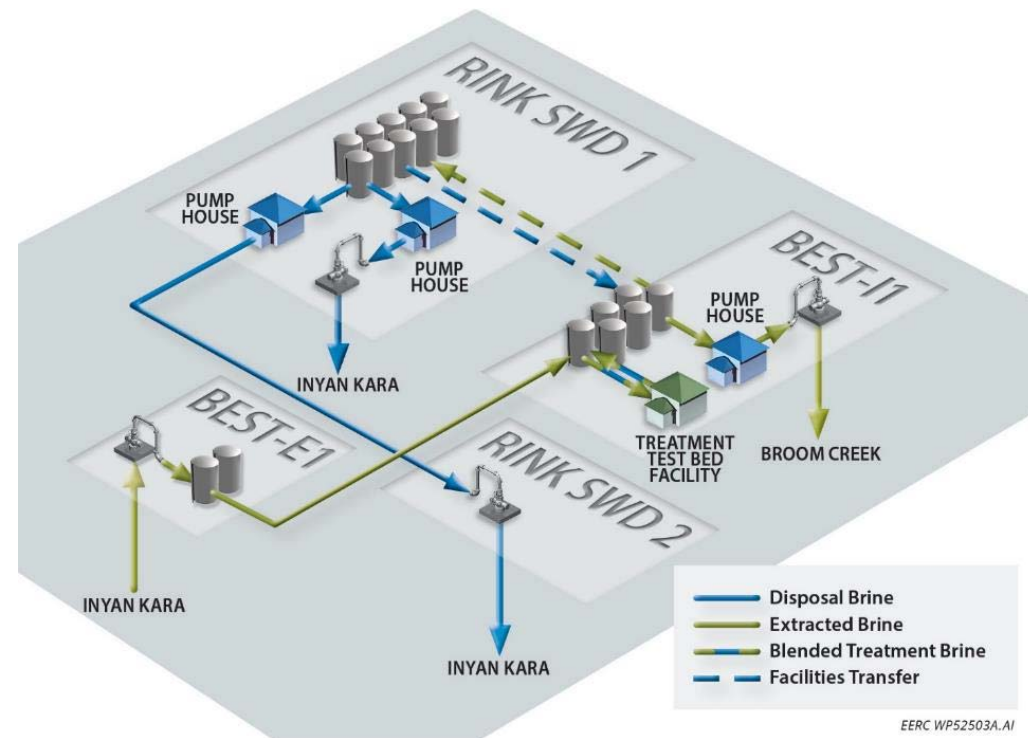 RINK SWD 1
PUMP
HOUSE
PUMP
HOUSE
INYAN KARA
BEST-I1
PUMP
HOUSE
BROOM CREEK
TREATMENT
TEST BED
FACILITY
BEST-E1
INYAN KARA
RINK SWD 2
INYAN KARA
Disposal Brine
Extracted Brine
Blended Treatment Brine
Facilities Transfer
EERC WP52503A.AI